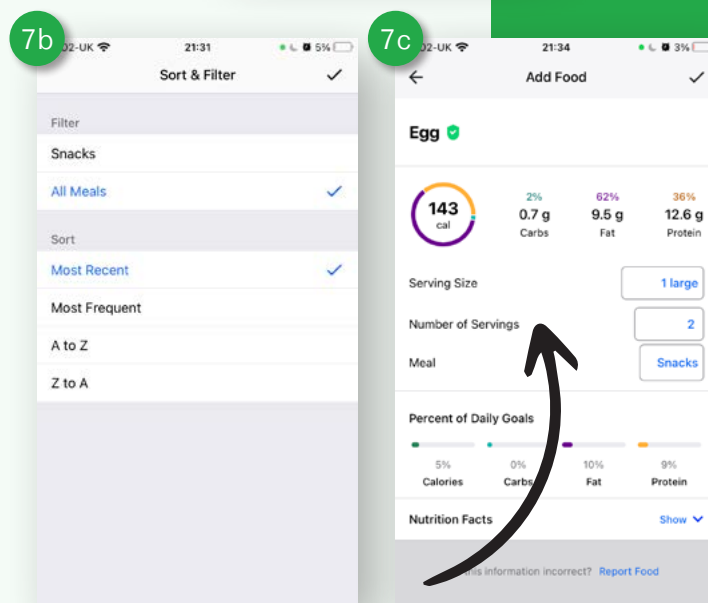 7b
2-UK
21:31
5%
Sort & Filter
Filter
Snacks
All Meals
Sort
Most Recent
Most Frequent
A to Z
Z to A
7c
2-UK
21:34
3%
Add Food
Egg
143
cal
2%
0.7 g
Carbs
62%
9.5 g
Fat
36%
12.6 g
Protein
Serving Size
1 large
Number of Servings
2
Meal
Snacks
Percent of Daily Goals
5%
Calories
0%
Carbs
10%
Fat
9%
Protein
Nutrition Facts
Show
this information incorrect? Report Food